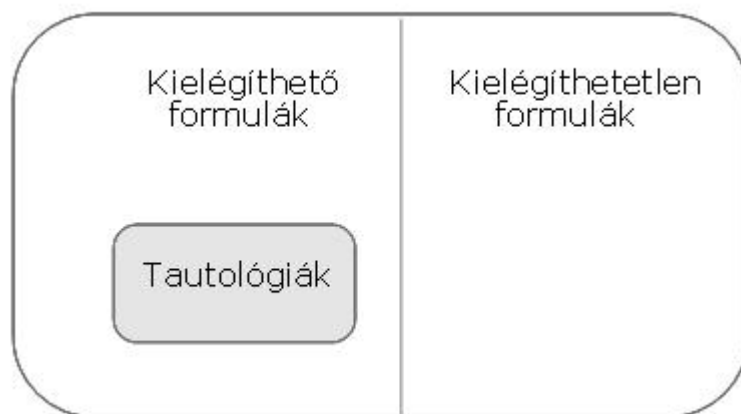 Kielégíthető
formulák
Kielégíthetetlen
formulák
Tautológiák